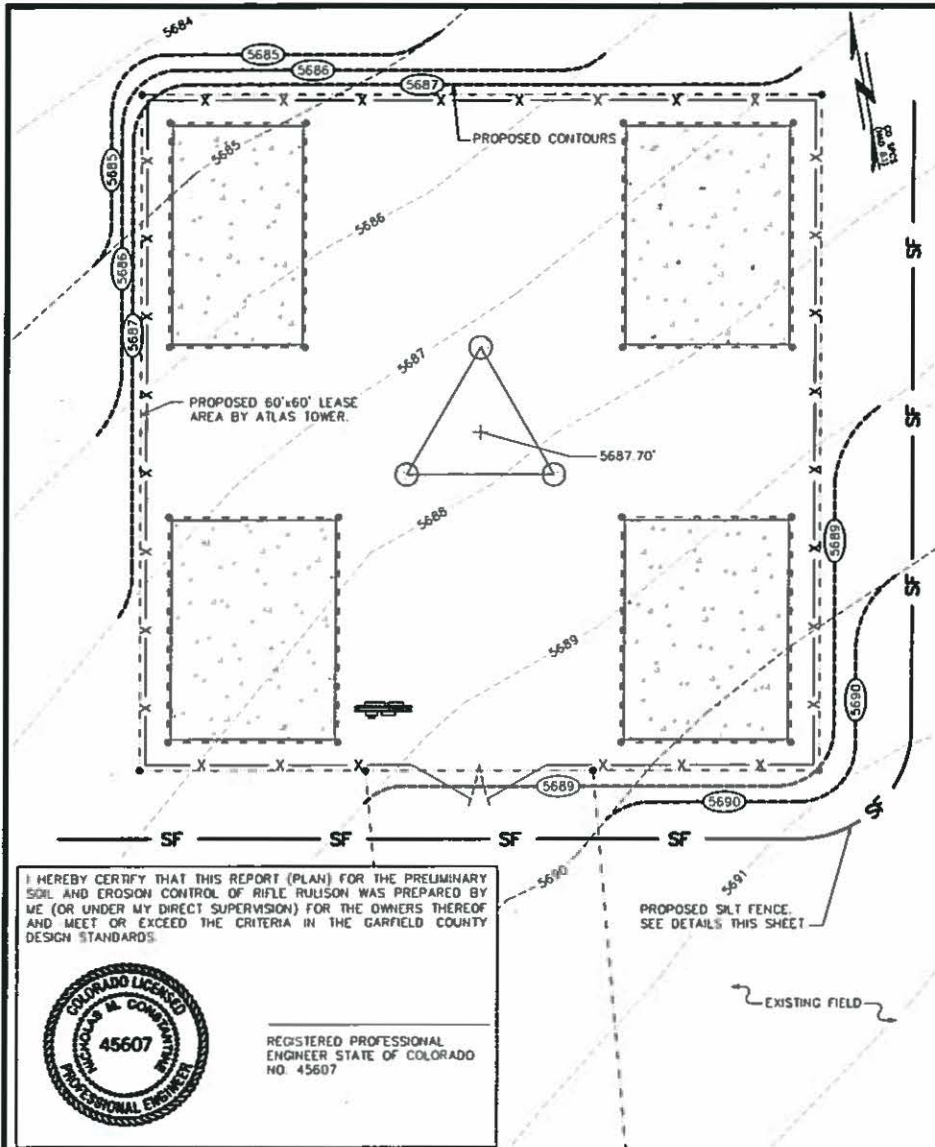 5684
5685
5686
5687
PROPOSED CONTOURS
CO SPCS
5685
5685
5686
5686
5687
5687
PROPOSED 60'x60' LEASE
AREA BY ATLAS TOWER.
5687.70'
5688
5689
5689
5690
5689
5690
5690
5691
SF
SF
SF
SF
SF
SF
SF
SF
I HEREBY CERTIFY THAT THIS REPORT (PLAN) FOR THE PRELIMINARY
SOIL AND EROSION CONTROL OF RIFLE RULISON WAS PREPARED BY
ME (OR UNDER MY DIRECT SUPERVISION) FOR THE OWNERS THEREOF
AND MEET OR EXCEED THE CRITERIA IN THE GARFIELD COUNTY
DESIGN STANDARDS
COLORADO LICENSED
NICHOLAS M. CONSTANTINE
45607
PROFESSIONAL ENGINEER
REGISTERED PROFESSIONAL
ENGINEER STATE OF COLORADO
NO. 45607
PROPOSED SILT FENCE.
SEE DETAILS THIS SHEET
EXISTING FIELD